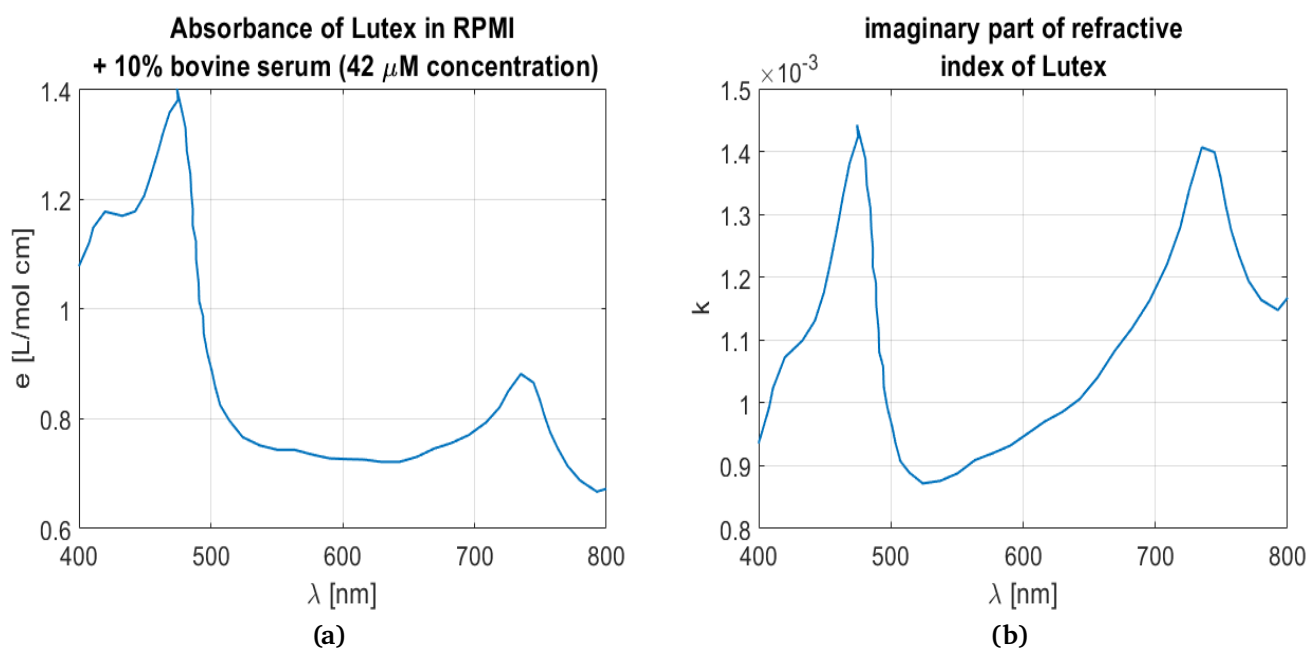 Absorbance of Lutex in RPMI
+ 10% bovine serum (42 μM concentration)
1.4
1.2
1
0.8
0.6
e [L/mol cm]
400 500 600 700 800
λ [nm]
(a)
imaginary part of refractive
index of Lutex
×10⁻³
1.5
1.4
1.3
1.2
1.1
1
0.9
0.8
k
400 500 600 700 800
λ [nm]
(b)